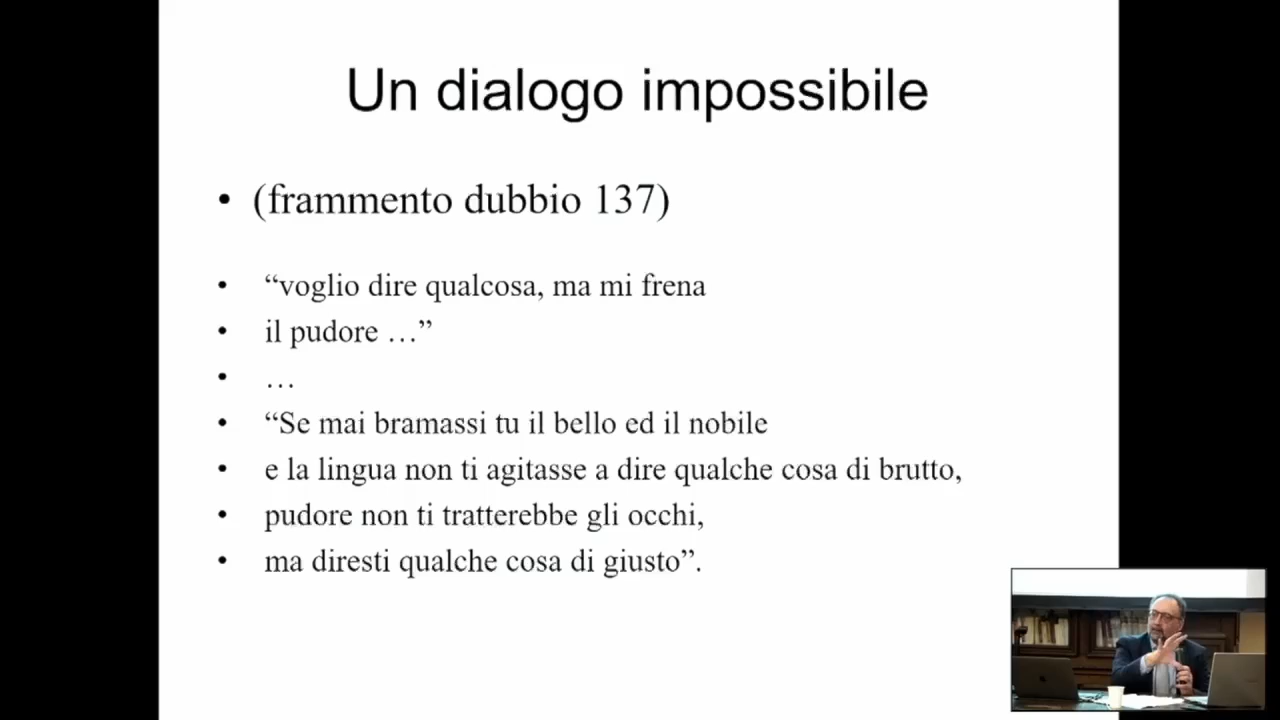 Un dialogo impossibile
• (frammento dubbio 137)
• “voglio dire qualcosa, ma mi frena
• il pudore …”
• …
• “Se mai bramassi tu il bello ed il nobile
• e la lingua non ti agitasse a dire qualche cosa di brutto,
• pudore non ti tratterebbe gli occhi,
• ma diresti qualche cosa di giusto”.